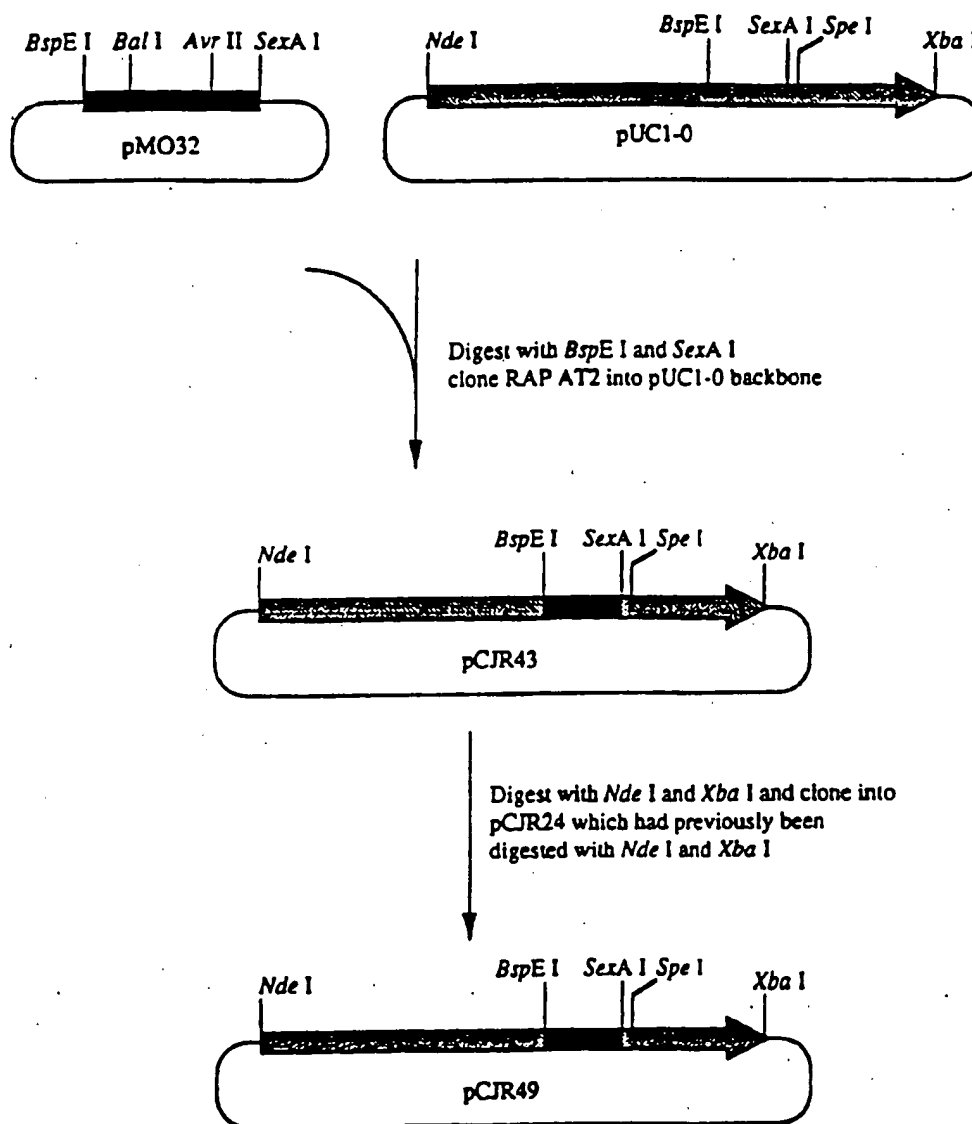 BspE I Bal I Avr II SexA I
Nde I BspE I SexA I Spe I Xba I
pMO32
pUC1-0
Digest with BspE I and SexA I
clone RAP AT2 into pUC1-0 backbone
Nde I BspE I SexA I Spe I Xba I
pCJR43
Digest with Nde I and Xba I and clone into
pCJR24 which had previously been
digested with Nde I and Xba I
Nde I BspE I SexA I Spe I Xba I
pCJR49